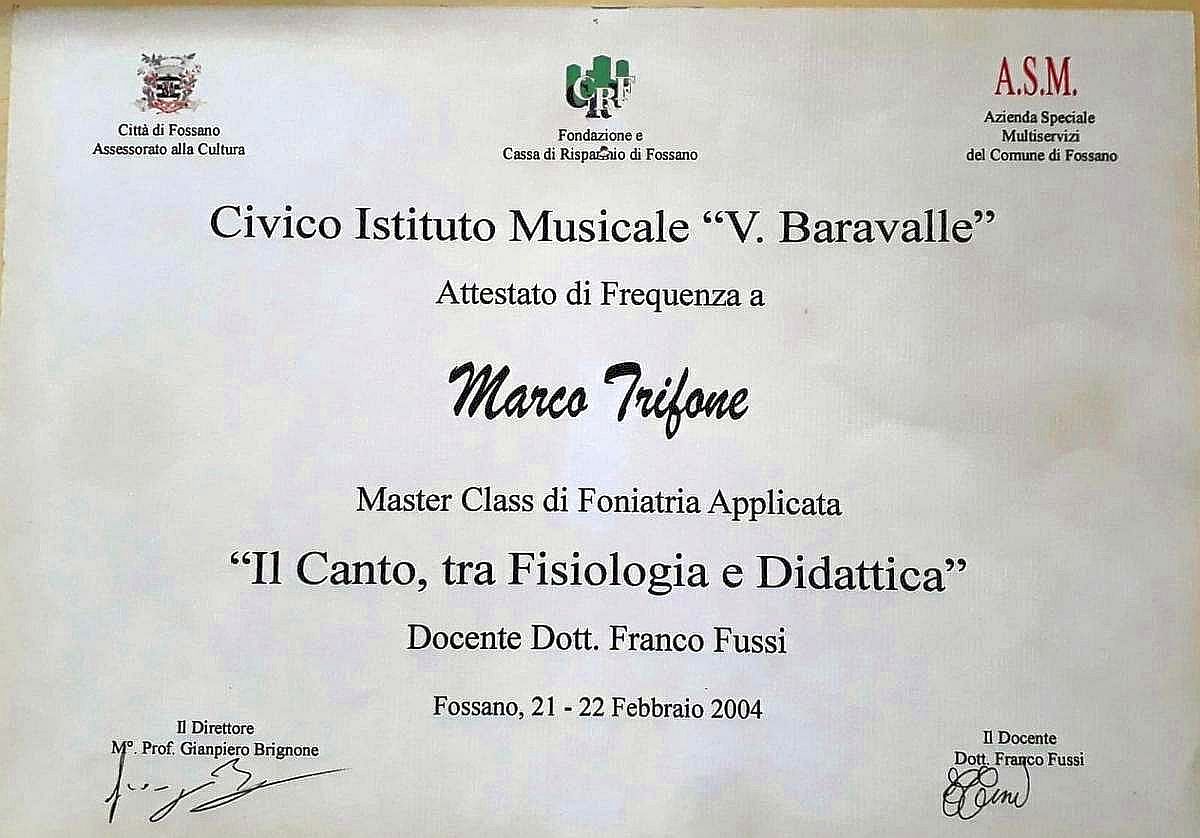 Città di Fossano
Assessorato alla Cultura
CRF
Fondazione e
Cassa di Risparmio di Fossano
A.S.M.
Azienda Speciale
Multiservizi
del Comune di Fossano
Civico Istituto Musicale “V. Baravalle”
Attestato di Frequenza a
Marco Trifone
Master Class di Foniatria Applicata
“Il Canto, tra Fisiologia e Didattica”
Docente Dott. Franco Fussi
Fossano, 21 - 22 Febbraio 2004
Il Direttore
M°. Prof. Gianpiero Brignone
Il Docente
Dott. Franco Fussi